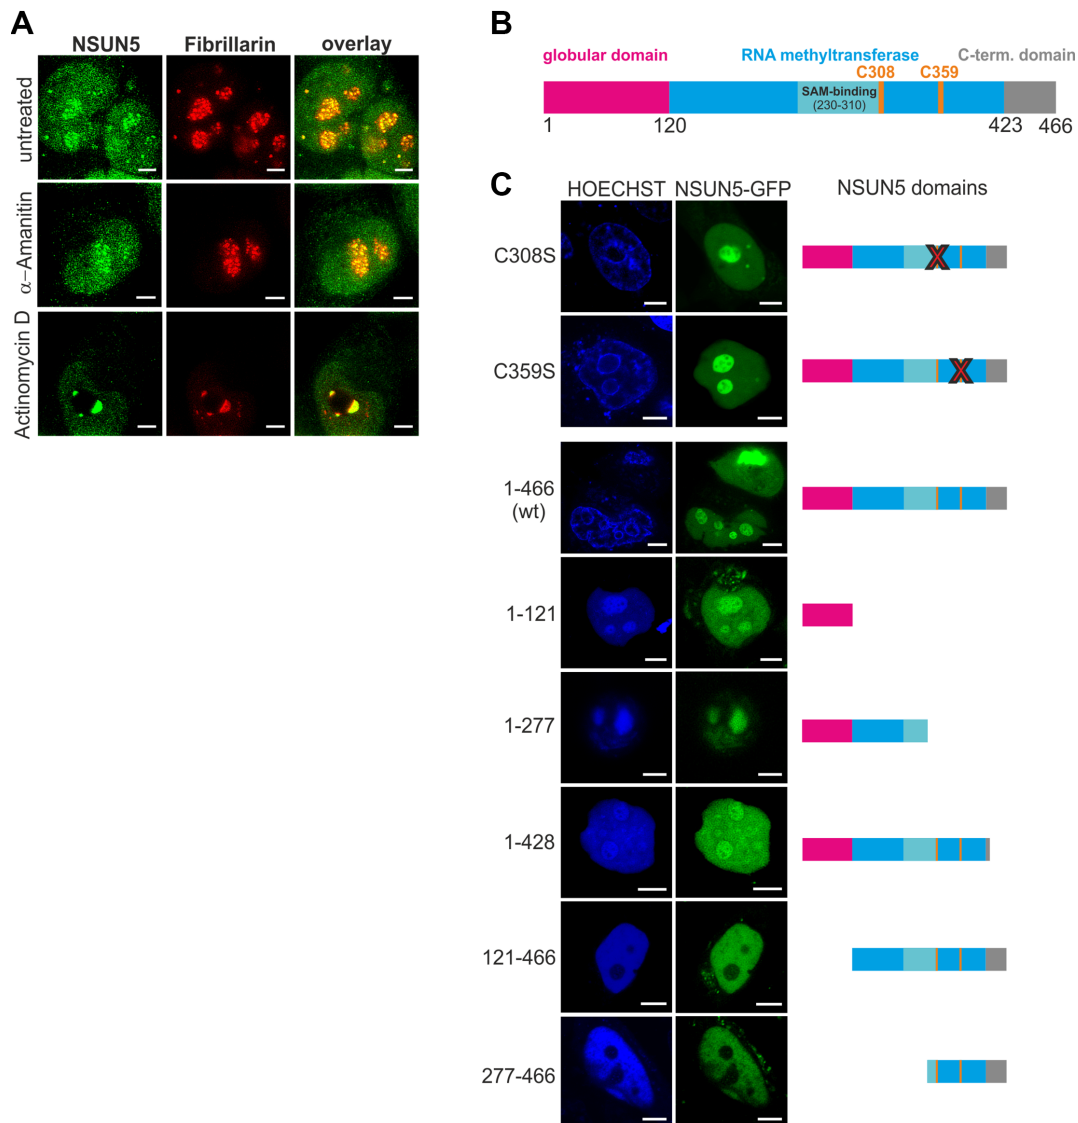 A
NSUN5 Fibrillarin overlay
untreated
α–Amanitin
Actinomycin D
B
globular domain RNA methyltransferase C-term. domain
C308 C359
SAM-binding
(230-310)
1 120 423 466
C
HOECHST NSUN5-GFP NSUN5 domains
C308S
X
C359S
X
1-466
(wt)
1-121
1-277
1-428
121-466
277-466